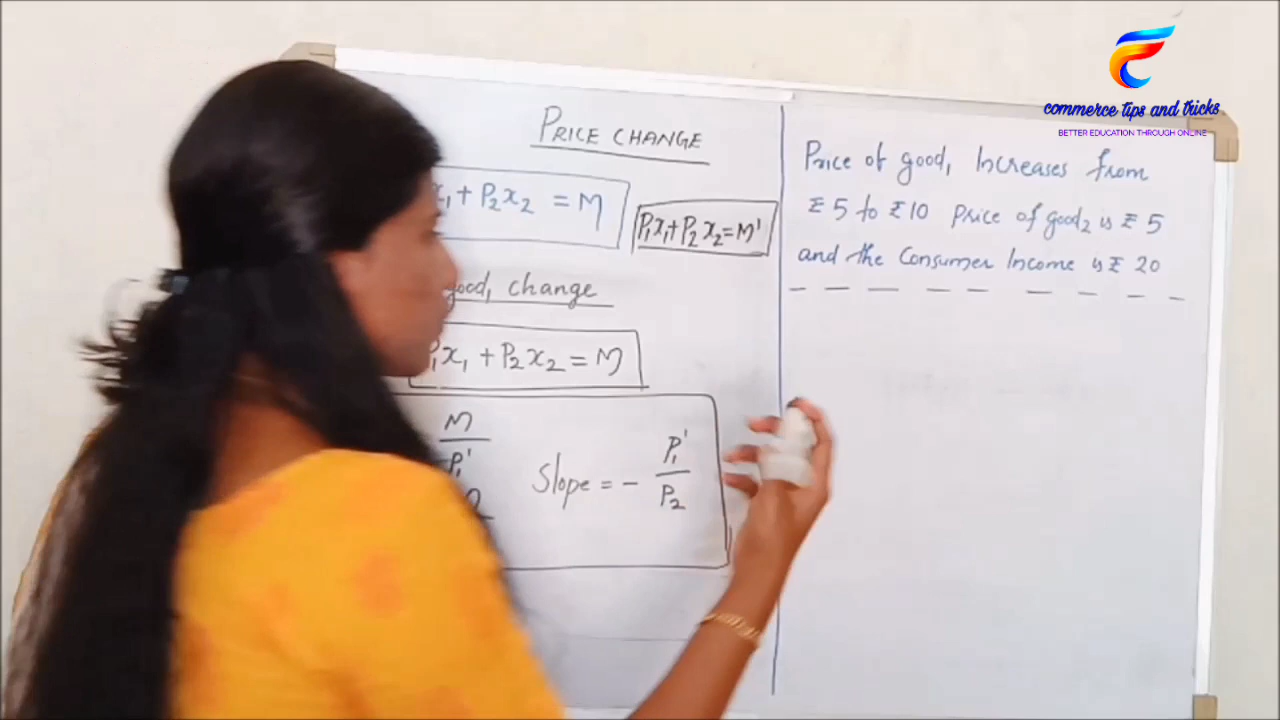 commerce tips and tricks
BETTER EDUCATION THROUGH ONLINE
PRICE CHANGE
x₁ + P₂x₂ = M
P₁x₁ + P₂x₂ = M'
good₁ change
P₁x₁ + P₂x₂ = M
M
P₁'
Slope = - P₁'/P₂
Price of good₁ Increases from
₹5 to ₹10 Price of good₂ is ₹5
and the Consumer Income is ₹ 20